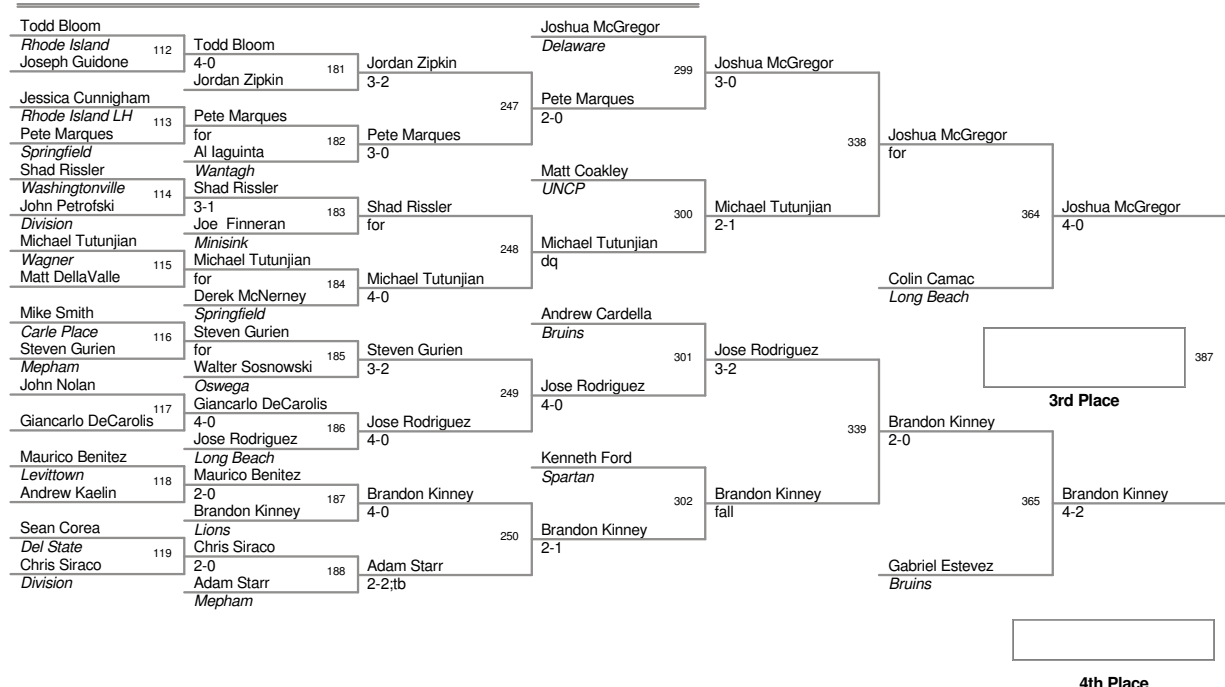 Todd Bloom
Rhode Island
112
Joseph Guidone
Jessica Cunnigham
Rhode Island LH
113
Pete Marques
Springfield
Shad Rissler
Washingtonville
114
John Petrofski
Division
Michael Tutunjian
Wagner
115
Matt DellaValle
Mike Smith
Carle Place
116
Steven Gurien
Mepham
John Nolan
117
Giancarlo DeCarolis
Maurico Benitez
Levittown
118
Andrew Kaelin
Sean Corea
Del State
119
Chris Siraco
Division
Todd Bloom
4-0
181
Jordan Zipkin
Pete Marques
for
182
Al Iaguinta
Wantagh
Shad Rissler
3-1
183
Joe Finneran
Minisink
Michael Tutunjian
for
184
Derek McNerney
Springfield
Steven Gurien
for
185
Walter Sosnowski
Oswega
Giancarlo DeCarolis
4-0
186
Jose Rodriguez
Long Beach
Maurico Benitez
2-0
187
Brandon Kinney
Lions
Chris Siraco
2-0
188
Adam Starr
Mepham
Jordan Zipkin
3-2
247
Pete Marques
3-0
Shad Rissler
for
248
Michael Tutunjian
4-0
Steven Gurien
3-2
249
Jose Rodriguez
4-0
Brandon Kinney
4-0
250
Adam Starr
2-2;tb
Joshua McGregor
Delaware
299
Pete Marques
2-0
Matt Coakley
UNCP
300
Michael Tutunjian
dq
Andrew Cardella
Bruins
301
Jose Rodriguez
4-0
Kenneth Ford
Spartan
302
Brandon Kinney
2-1
Joshua McGregor
3-0
338
Michael Tutunjian
2-1
Jose Rodriguez
3-2
339
Brandon Kinney
fall
Joshua McGregor
for
364
Colin Camac
Long Beach
Brandon Kinney
2-0
365
Gabriel Estevez
Bruins
Joshua McGregor
4-0
387
3rd Place
Brandon Kinney
4-2
4th Place